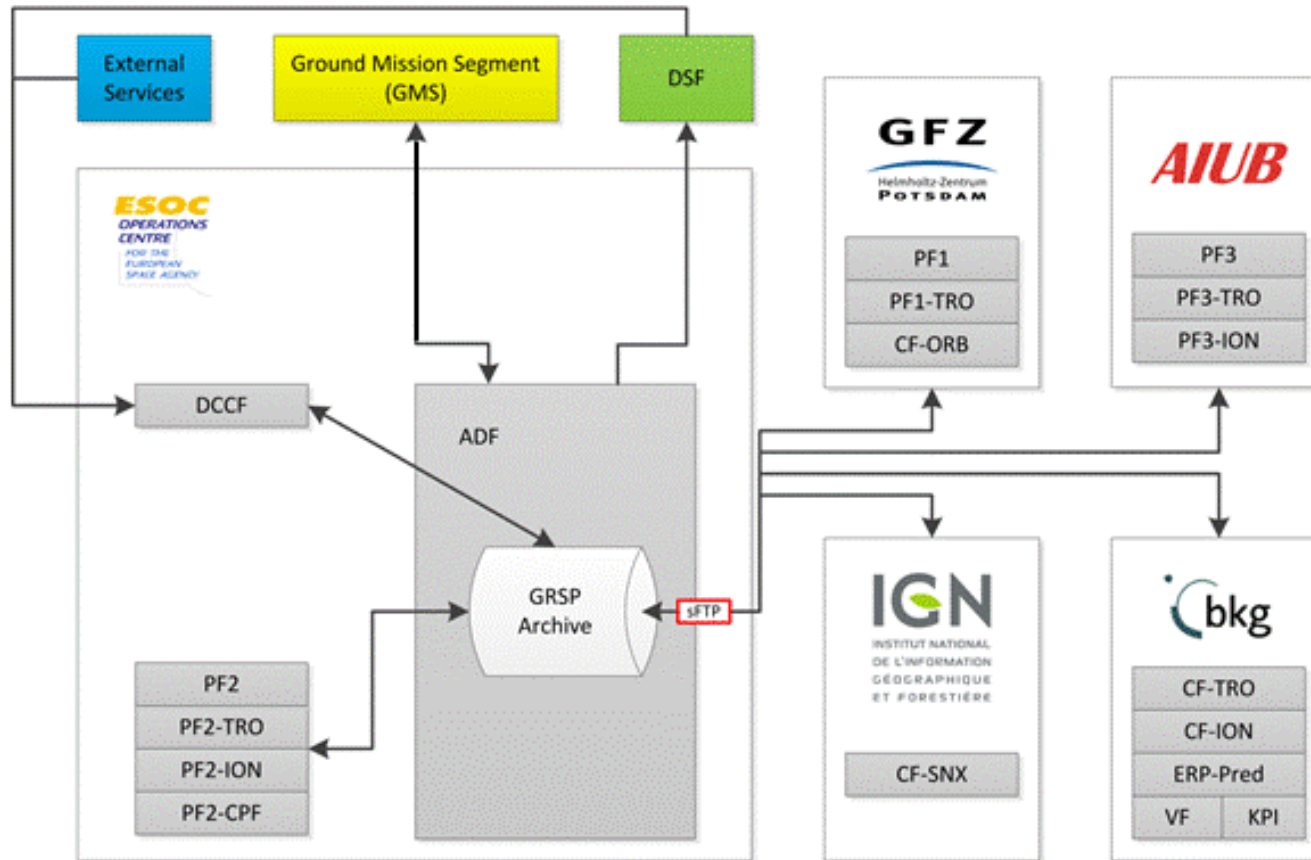 External
Services
Ground Mission Segment
(GMS)
DSF
ESOC
OPERATIONS
CENTRE
FOR THE
EUROPEAN
SPACE AGENCY
DCCF
ADF
GRSP
Archive
sFTP
PF2
PF2-TRO
PF2-ION
PF2-CPF
GFZ
Helmholtz-Zentrum
POTSDAM
PF1
PF1-TRO
CF-ORB
AIUB
PF3
PF3-TRO
PF3-ION
IGN
INSTITUT NATIONAL
DE L'INFORMATION
GÉOGRAPHIQUE
ET FORESTIÈRE
CF-SNX
bkg
CF-TRO
CF-ION
ERP-Pred
VF KPI